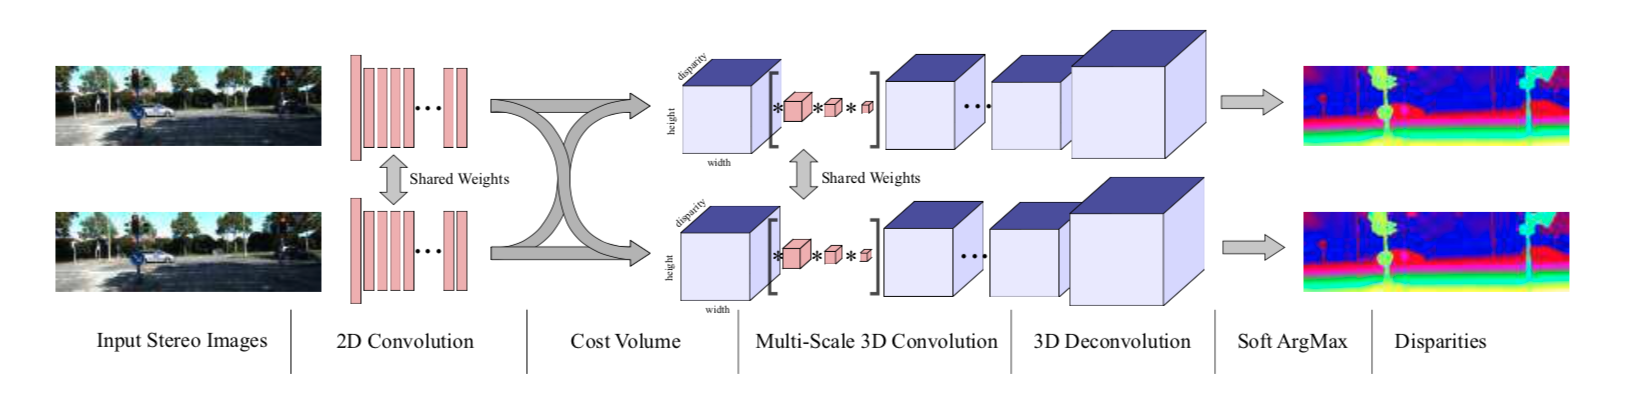 disparity
height
width
Shared Weights
Shared Weights
disparity
height
width
Input Stereo Images
2D Convolution
Cost Volume
Multi-Scale 3D Convolution
3D Deconvolution
Soft ArgMax
Disparities